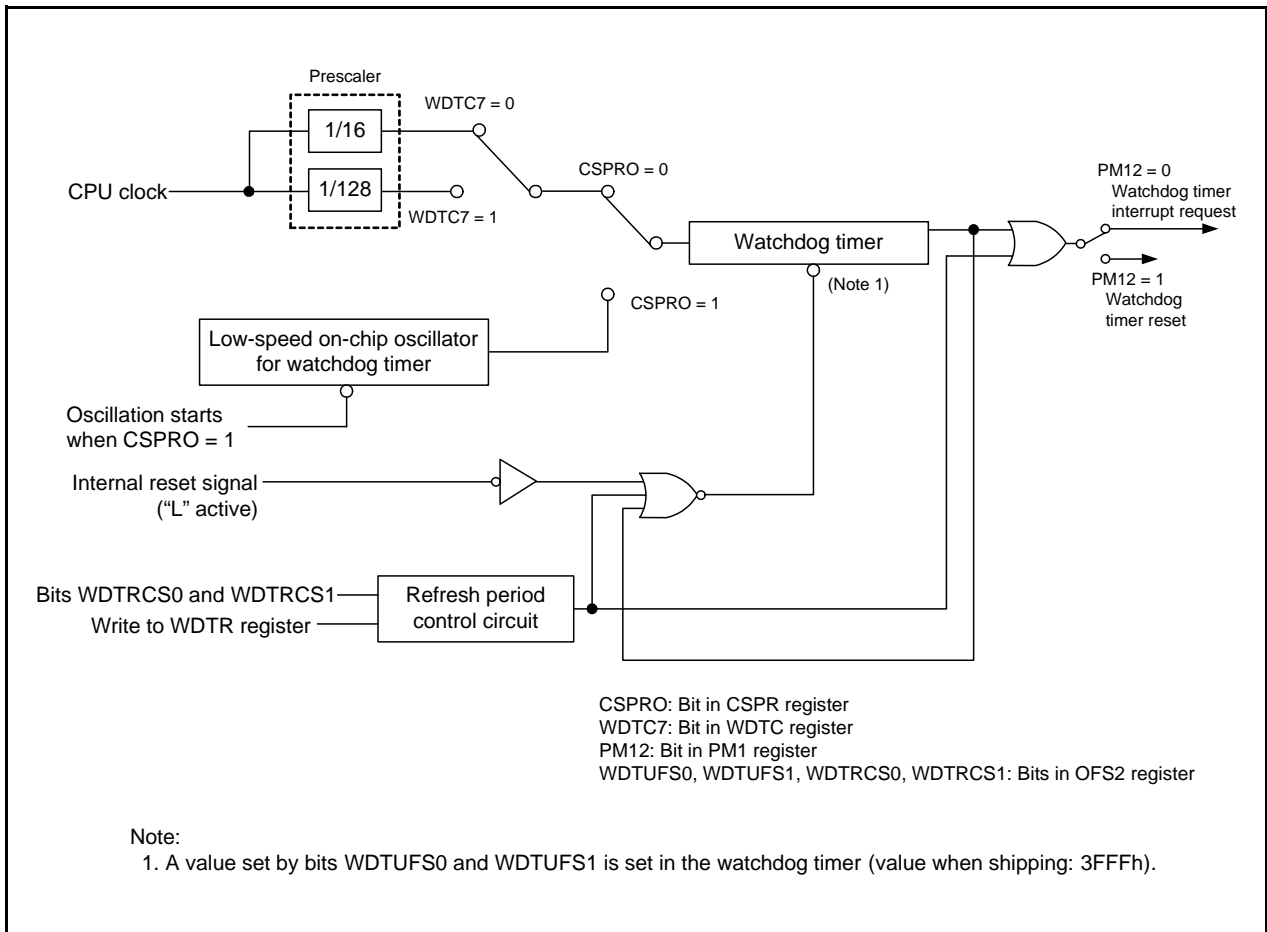 Prescaler
WDTC7 = 0
1/16
CSPRO = 0
PM12 = 0
Watchdog timer
interrupt request
CPU clock
1/128
WDTC7 = 1
Watchdog timer
(Note 1)
PM12 = 1
Watchdog
timer reset
CSPRO = 1
Low-speed on-chip oscillator
for watchdog timer
Oscillation starts
when CSPRO = 1
Internal reset signal
(“L” active)
Bits WDTRCS0 and WDTRCS1
Write to WDTR register
Refresh period
control circuit
CSPRO: Bit in CSPR register
WDTC7: Bit in WDTC register
PM12: Bit in PM1 register
WDTUFS0, WDTUFS1, WDTRCS0, WDTRCS1: Bits in OFS2 register
Note:
1. A value set by bits WDTUFS0 and WDTUFS1 is set in the watchdog timer (value when shipping: 3FFFh).